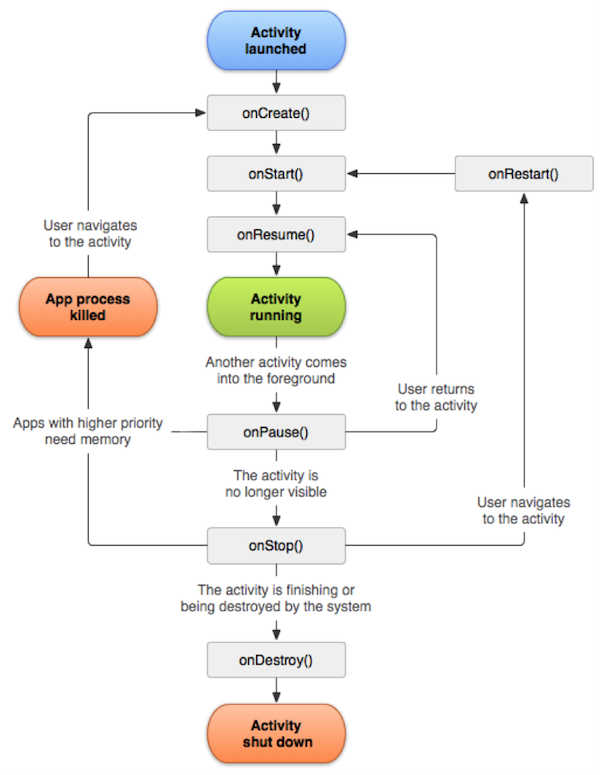 Activity
launched
onCreate()
onStart()
onRestart()
User navigates
to the activity
onResume()
App process
killed
Activity
running
Another activity comes
into the foreground
User returns
to the activity
Apps with higher priority
need memory
onPause()
The activity is
no longer visible
User navigates
to the activity
onStop()
The activity is finishing or
being destroyed by the system
onDestroy()
Activity
shut down